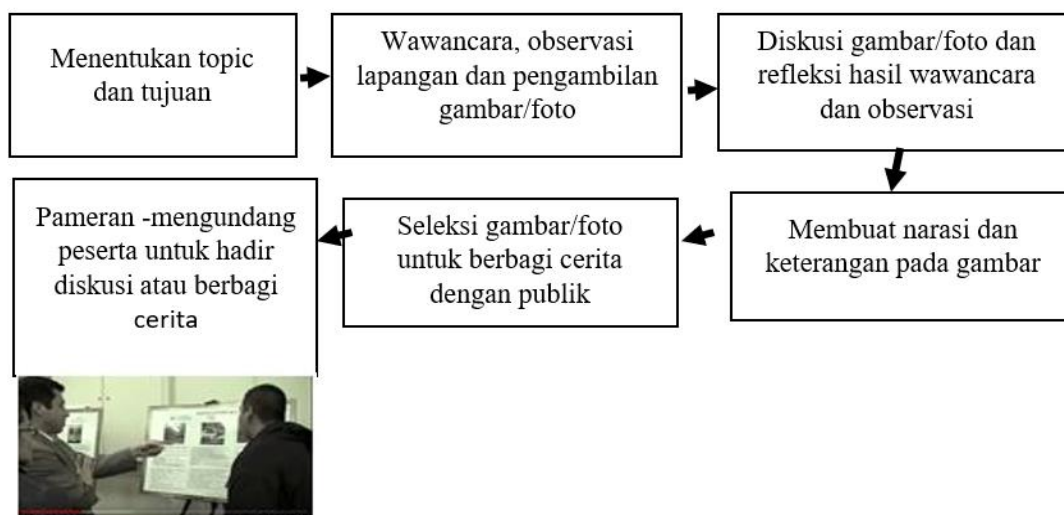 Menentukan topic
dan tujuan
Wawancara, observasi
lapangan dan pengambilan
gambar/foto
Diskusi gambar/foto dan
refleksi hasil wawancara
dan observasi
Membuat narasi dan
keterangan pada gambar
Seleksi gambar/foto
untuk berbagi cerita
dengan publik
Pameran -mengundang
peserta untuk hadir
diskusi atau berbagi
cerita